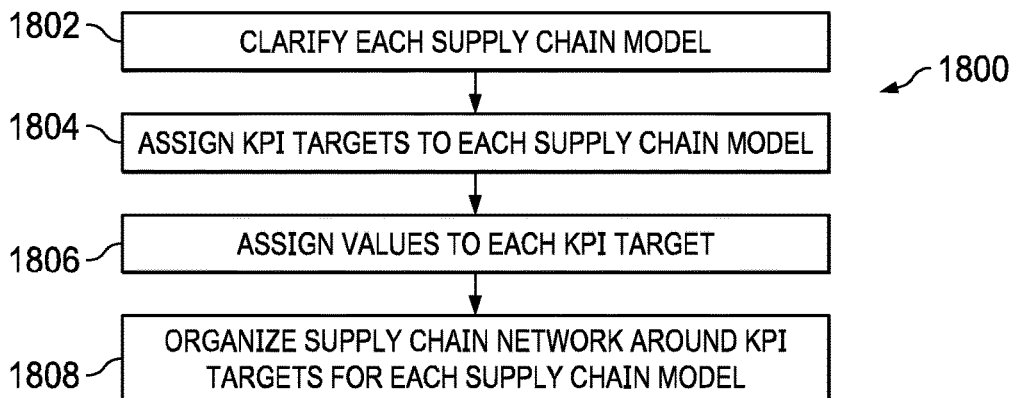 1802
CLARIFY EACH SUPPLY CHAIN MODEL
1800
1804
ASSIGN KPI TARGETS TO EACH SUPPLY CHAIN MODEL
1806
ASSIGN VALUES TO EACH KPI TARGET
1808
ORGANIZE SUPPLY CHAIN NETWORK AROUND KPI
TARGETS FOR EACH SUPPLY CHAIN MODEL